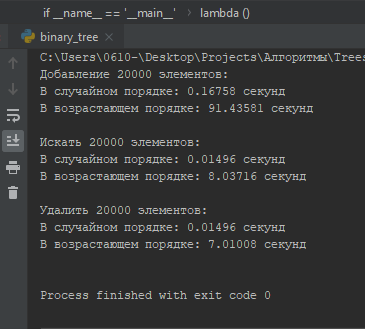 if __name__ == '__main__' › lambda ()
binary_tree ×
C:\Users\0610-\Desktop\Projects\Алгоритмы\Trees
Добавление 20000 элементов:
В случайном порядке: 0.16758 секунд
В возрастающем порядке: 91.43581 секунд
Искать 20000 элементов:
В случайном порядке: 0.01496 секунд
В возрастающем порядке: 8.03716 секунд
Удалить 20000 элементов:
В случайном порядке: 0.01496 секунд
В возрастающем порядке: 7.01008 секунд
Process finished with exit code 0